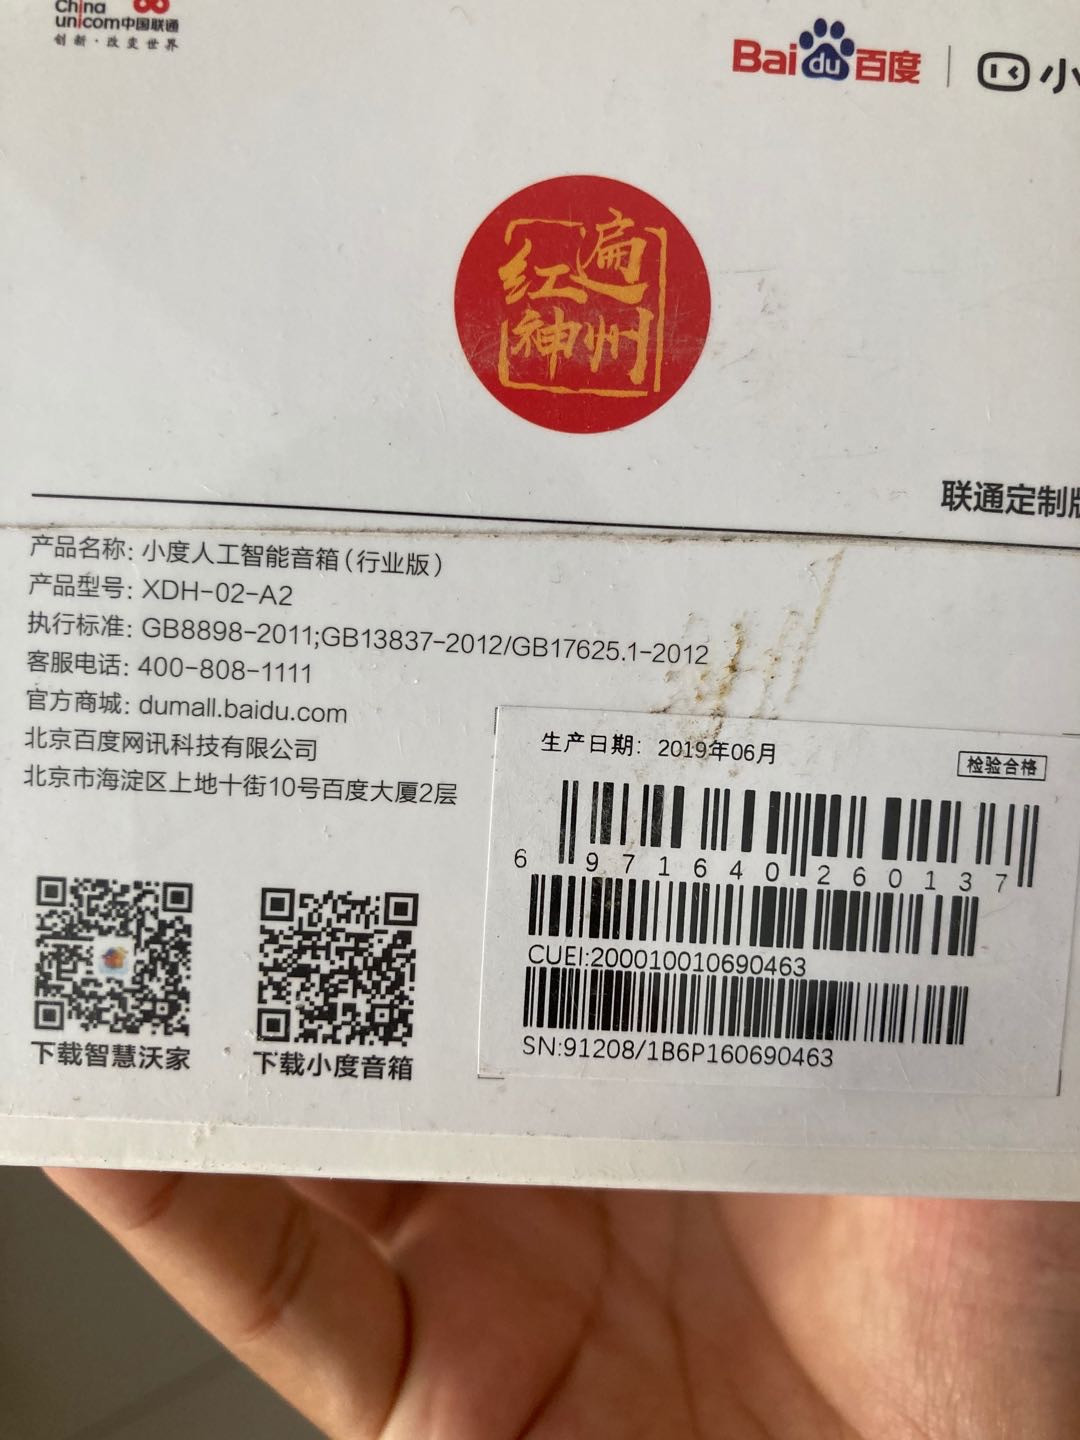 China
unicom中国联通
创新·改变世界
Baidu百度
小
红遍
神州
联通定制版
产品名称: 小度人工智能音箱(行业版)
产品型号: XDH-02-A2
执行标准: GB8898-2011;GB13837-2012/GB17625.1-2012
客服电话: 400-808-1111
官方商城: dumall.baidu.com
北京百度网讯科技有限公司
北京市海淀区上地十街10号百度大厦2层
生产日期: 2019年06月
检验合格
6 971640 260137
CUEI:200010010690463
SN:91208/1B6P160690463
下载智慧沃家
下载小度音箱